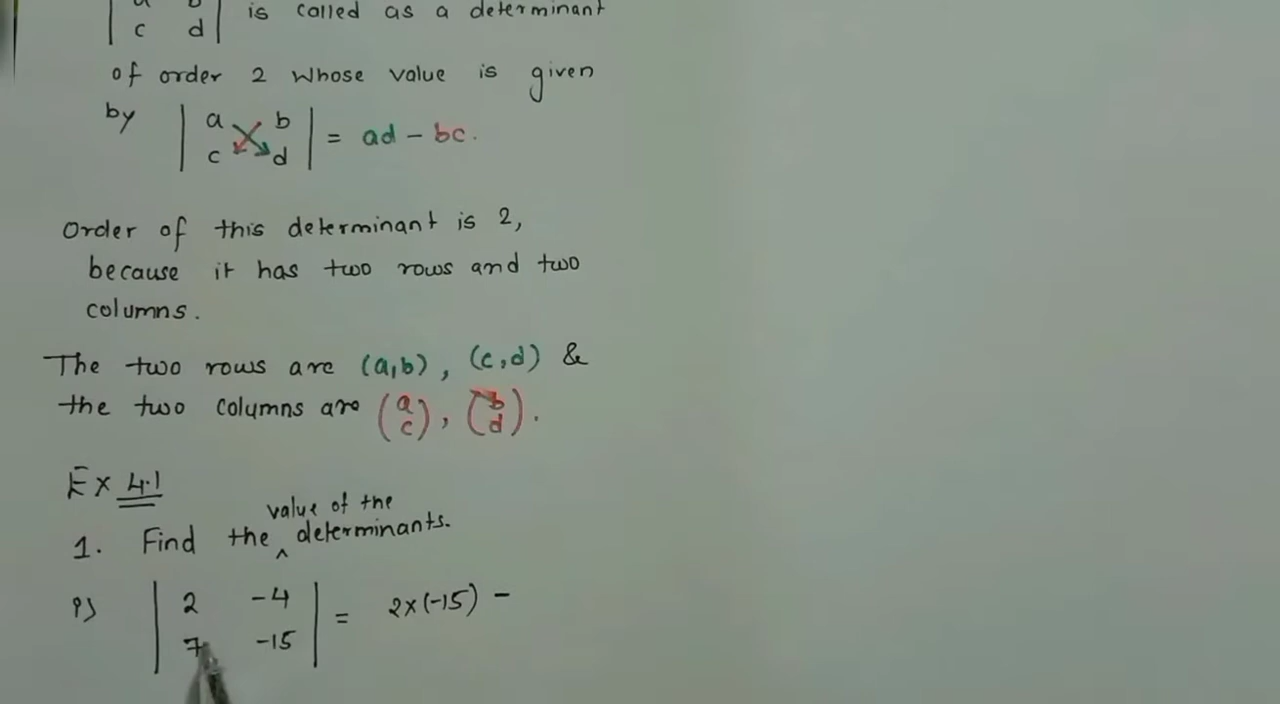 | a b | is called as a determinant
| c d |
of order 2 whose value is given
by | a b | = ad - bc.
| c d |
Order of this determinant is 2,
because it has two rows and two
columns.
The two rows are (a,b), (c,d) &
the two columns are (a c), (b d).
Ex 4.1
value of the
1. Find the ^ determinants.
i) | 2 -4 | = 2x(-15) -
| 7 -15 |